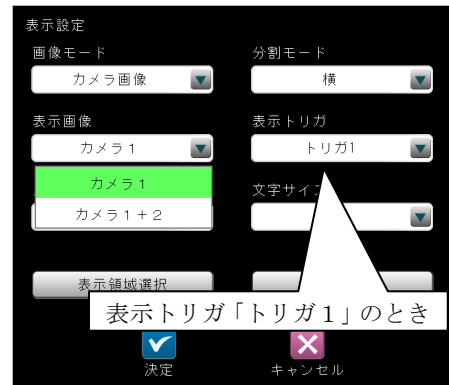 表示設定
画像モード
分割モード
カメラ画像
横
表示画像
表示トリガ
カメラ1
トリガ1
カメラ1
カメラ1+2
文字サイズ
表示領域選択
表示トリガ「トリガ1」のとき
決定
キャンセル